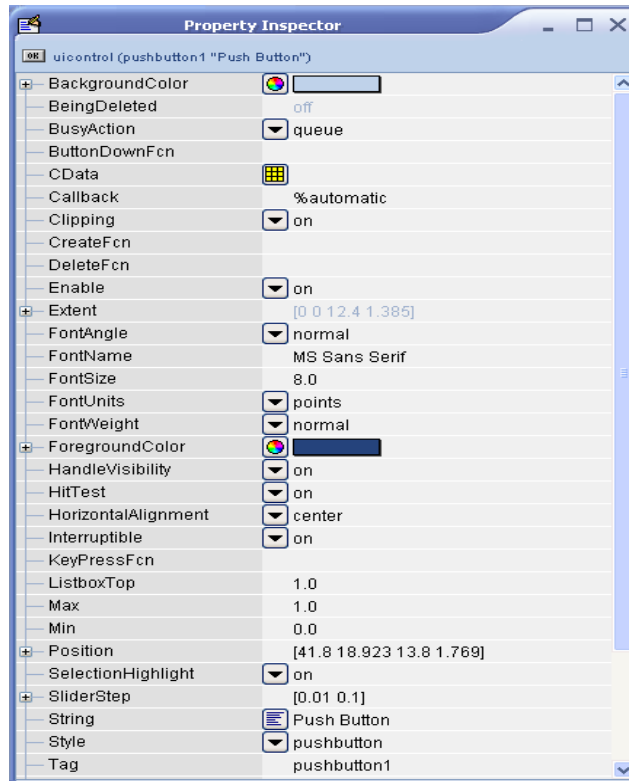 Property Inspector
OK uicontrol (pushbutton1 "Push Button")
BackgroundColor
BeingDeleted off
BusyAction queue
ButtonDownFcn
CData
Callback %automatic
Clipping on
CreateFcn
DeleteFcn
Enable on
Extent [0 0 12.4 1.385]
FontAngle normal
FontName MS Sans Serif
FontSize 8.0
FontUnits points
FontWeight normal
ForegroundColor
HandleVisibility on
HitTest on
HorizontalAlignment center
Interruptible on
KeyPressFcn
ListboxTop 1.0
Max 1.0
Min 0.0
Position [41.8 18.923 13.8 1.769]
SelectionHighlight on
SliderStep [0.01 0.1]
String Push Button
Style pushbutton
Tag pushbutton1